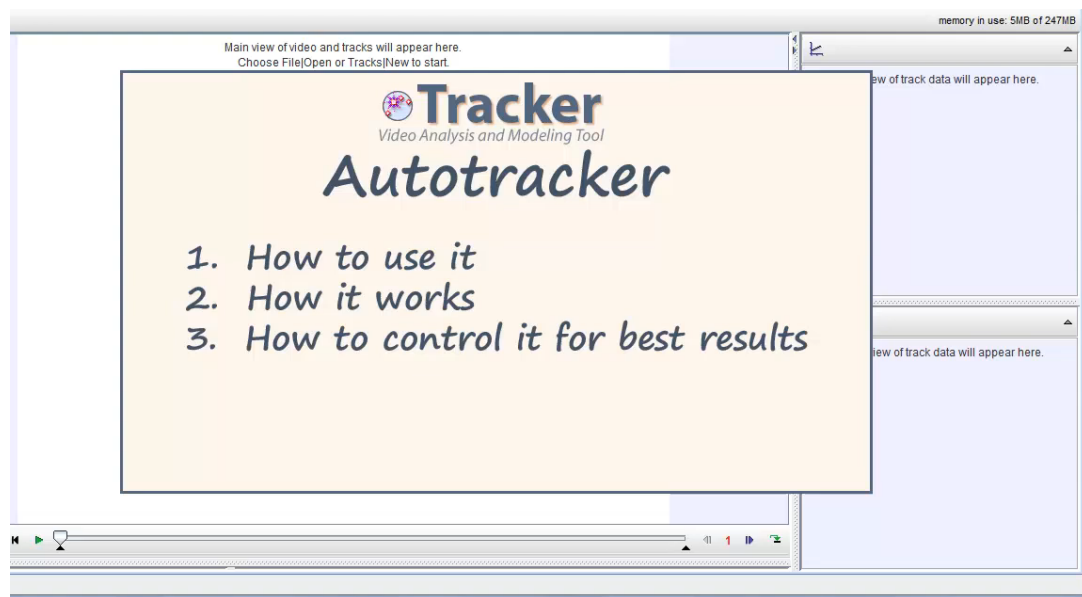 memory in use: 5MB of 247MB
Main view of video and tracks will appear here.
Choose File|Open or Tracks|New to start.
ew of track data will appear here.
Tracker
Video Analysis and Modeling Tool
Autotracker
1. How to use it
2. How it works
3. How to control it for best results
iew of track data will appear here.
1